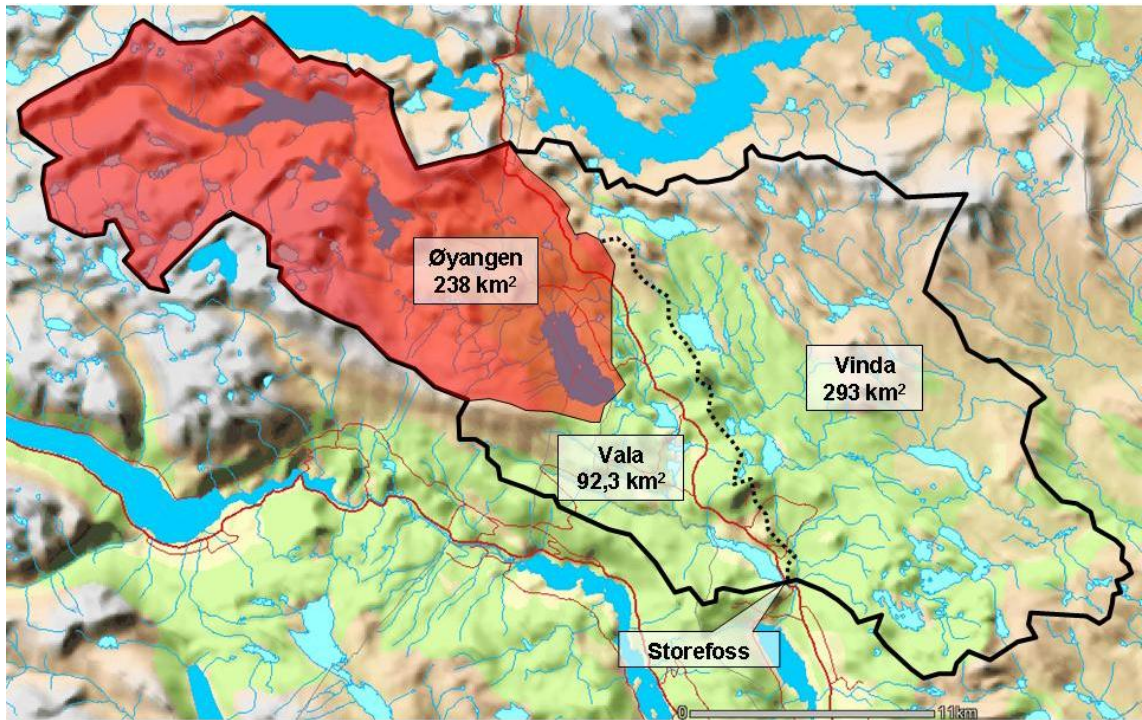 Øyangen
238 km²
Vinda
293 km²
Vala
92,3 km²
Storefoss
0 11km